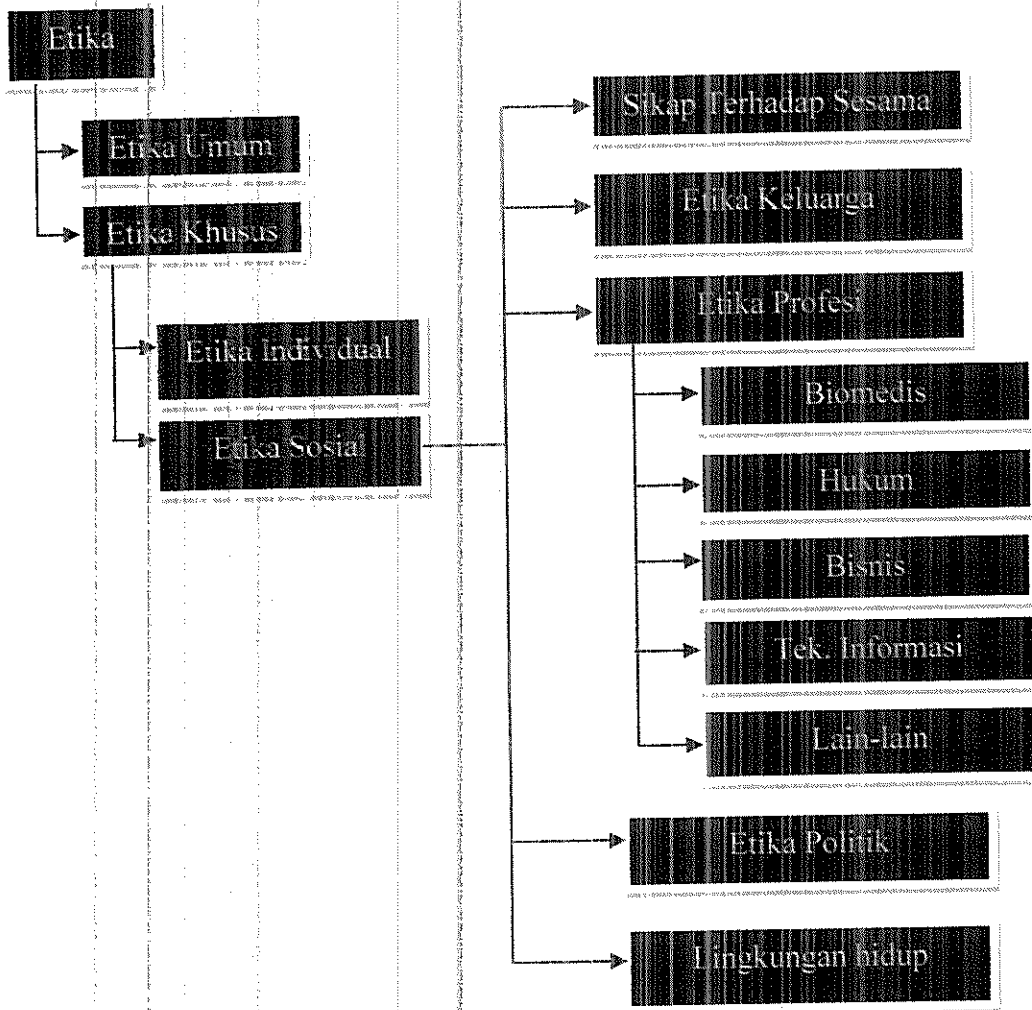 Etika
Etika Umum
Etika Khusus
Etika Individual
Etika Sosial
Sikap Terhadap Sesama
Etika Keluarga
Etika Profesi
Biomedis
Hukum
Bisnis
Tek. Informasi
Lain-lain
Etika Politik
Lingkungan hidup